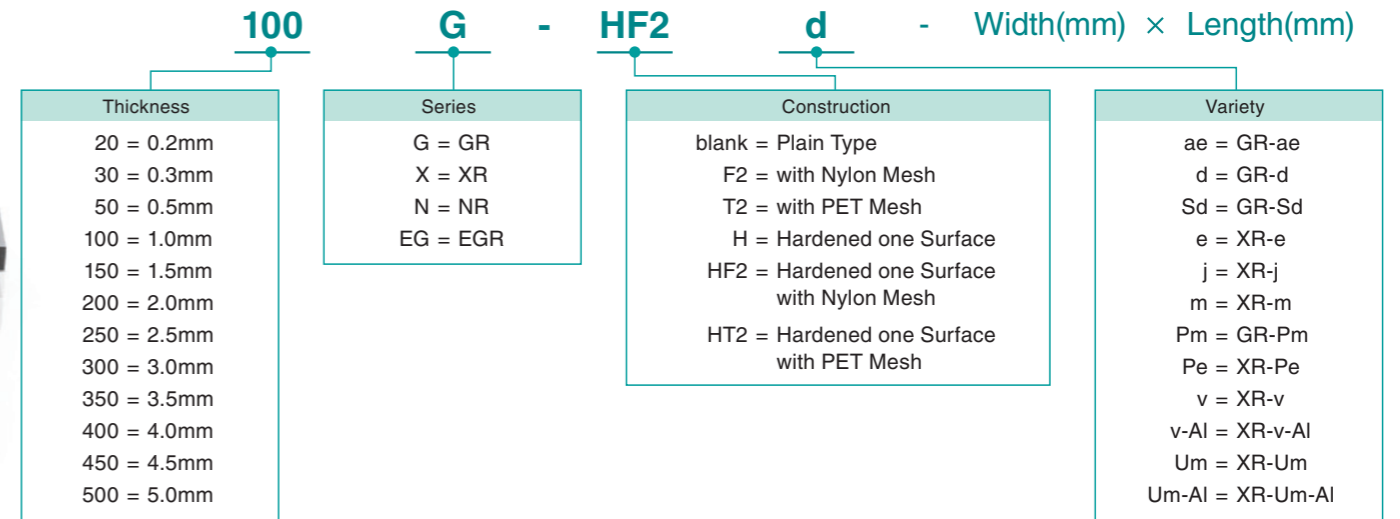 100 G - HF2 d - Width(mm) × Length(mm)
Thickness
20 = 0.2mm
30 = 0.3mm
50 = 0.5mm
100 = 1.0mm
150 = 1.5mm
200 = 2.0mm
250 = 2.5mm
300 = 3.0mm
350 = 3.5mm
400 = 4.0mm
450 = 4.5mm
500 = 5.0mm
Series
G = GR
X = XR
N = NR
EG = EGR
Construction
blank = Plain Type
F2 = with Nylon Mesh
T2 = with PET Mesh
H = Hardened one Surface
HF2 = Hardened one Surface
with Nylon Mesh
HT2 = Hardened one Surface
with PET Mesh
Variety
ae = GR-ae
d = GR-d
Sd = GR-Sd
e = XR-e
j = XR-j
m = XR-m
Pm = GR-Pm
Pe = XR-Pe
v = XR-v
v-Al = XR-v-Al
Um = XR-Um
Um-Al = XR-Um-Al